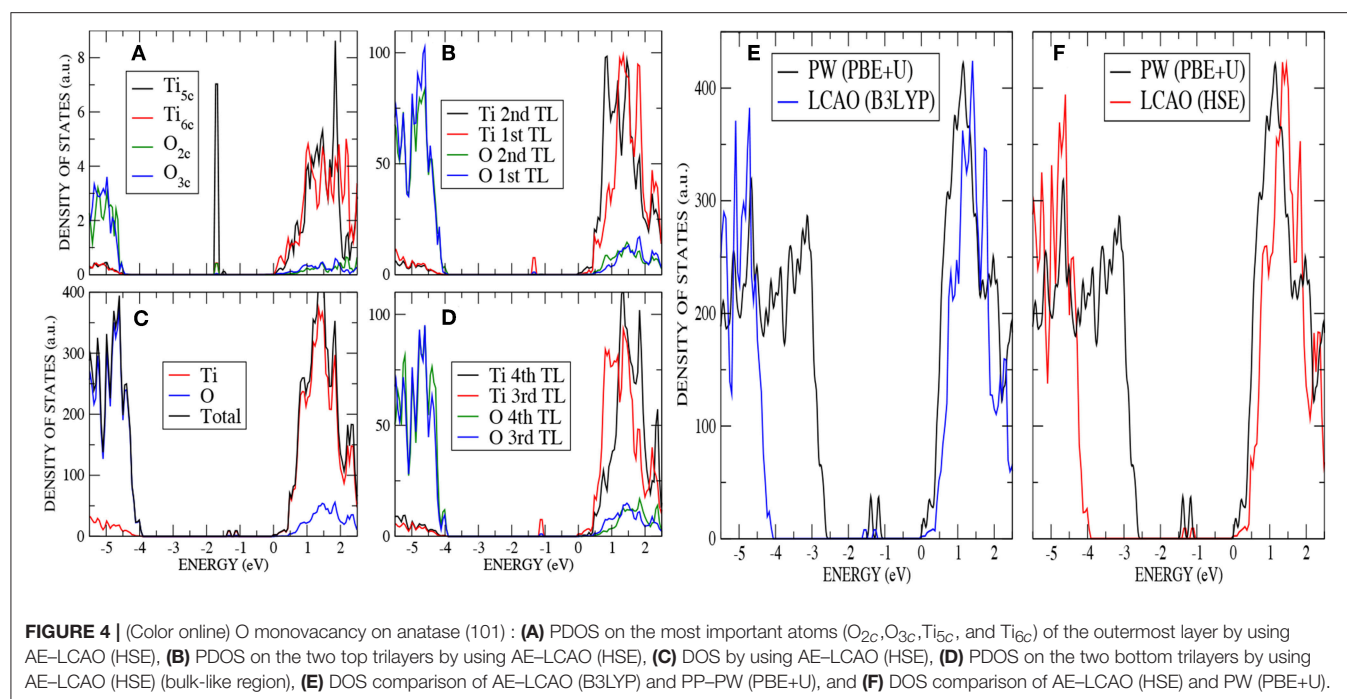 A
DENSITY OF STATES (a.u.)
8
6
4
2
0
Ti5c
Ti6c
O2c
O3c
B
100
50
0
Ti 2nd TL
Ti 1st TL
O 2nd TL
O 1st TL
C
DENSITY OF STATES (a.u.)
400
300
200
100
0
Ti
O
Total
-5 -4 -3 -2 -1 0 1 2
ENERGY (eV)
D
100
50
0
Ti 4th TL
Ti 3rd TL
O 4th TL
O 3rd TL
-5 -4 -3 -2 -1 0 1 2
ENERGY (eV)
E
DENSITY OF STATES (a.u.)
400
300
200
100
0
PW (PBE+U)
LCAO (B3LYP)
-5 -4 -3 -2 -1 0 1 2
ENERGY (eV)
F
PW (PBE+U)
LCAO (HSE)
-5 -4 -3 -2 -1 0 1 2
ENERGY (eV)
FIGURE 4 | (Color online) O monovacancy on anatase (101) : (A) PDOS on the most important atoms (O2c,O3c,Ti5c, and Ti6c) of the outermost layer by using
AE–LCAO (HSE), (B) PDOS on the two top trilayers by using AE–LCAO (HSE), (C) DOS by using AE–LCAO (HSE), (D) PDOS on the two bottom trilayers by using
AE–LCAO (HSE) (bulk-like region), (E) DOS comparison of AE–LCAO (B3LYP) and PP–PW (PBE+U), and (F) DOS comparison of AE–LCAO (HSE) and PW (PBE+U).